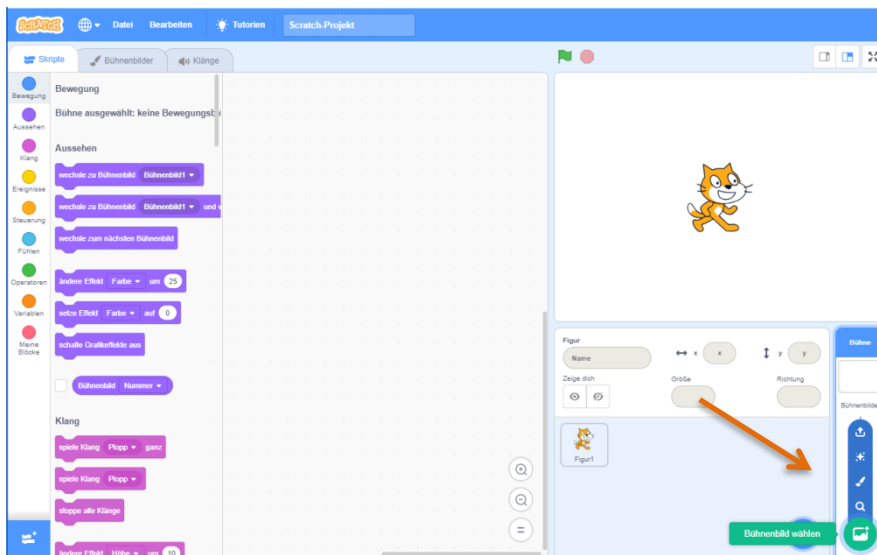 SCRATCH Datei Bearbeiten Tutorien Scratch-Projekt
Skripte Bühnenbilder Klänge
Bewegung
Aussehen
Klang
Ereignisse
Steuerung
Fühlen
Operatoren
Variablen
Meine
Blöcke
Bewegung
Bühne ausgewählt: keine Bewegungsbl
Aussehen
wechsle zu Bühnenbild Bühnenbild1
wechsle zu Bühnenbild Bühnenbild1 und w
wechsle zum nächsten Bühnenbild
ändere Effekt Farbe um 25
setze Effekt Farbe auf 0
schalte Grafikeffekte aus
Bühnenbild Nummer
Klang
spiele Klang Plopp ganz
spiele Klang Plopp
stoppe alle Klänge
ändere Effekt Höhe um 10
Figur
Name x x y y
Zeige dich Größe Richtung
Figur1
Bühne
Bühnenbilde
Bühnenbild wählen